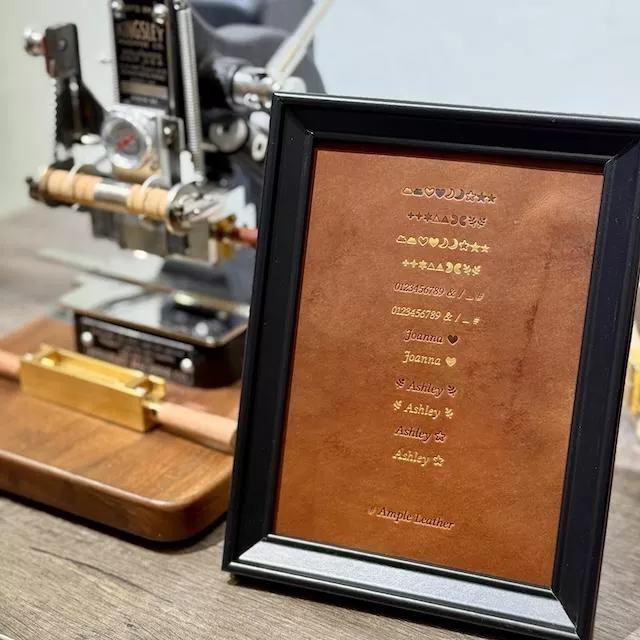 KINGSLEY
0123456789 & / _ #
0123456789 & / _ #
Joanna
Joanna
Ashley
Ashley
Ashley
Ashley
# Ample Leather